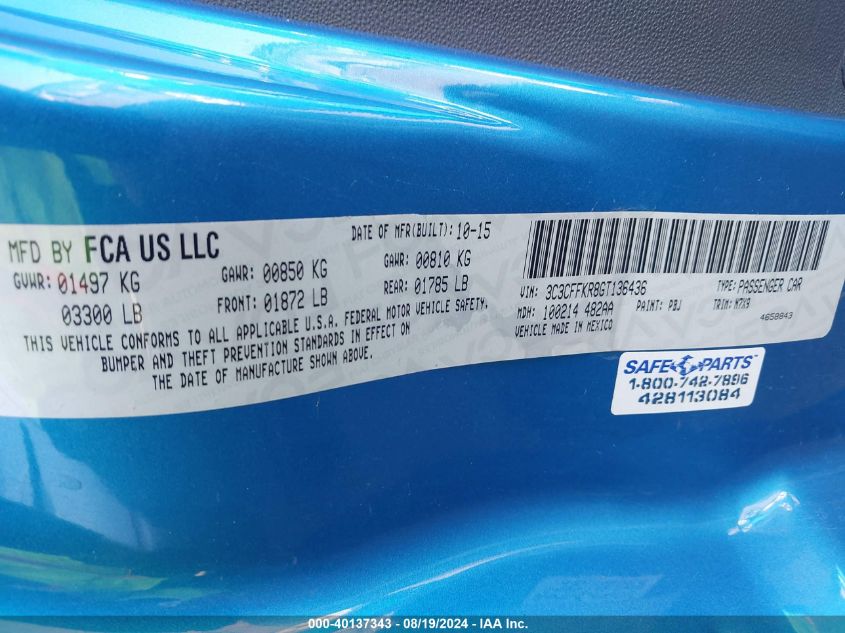 MFD BY FCA US LLC
DATE OF MFR(BUILT): 10-15
GVWR: 01497 KG
GAWR: 00850 KG
GAWR: 00810 KG
03300 LB
FRONT: 01872 LB
REAR: 01785 LB
THIS VEHICLE CONFORMS TO ALL APPLICABLE U.S.A. FEDERAL MOTOR VEHICLE SAFETY,
BUMPER AND THEFT PREVENTION STANDARDS IN EFFECT ON
THE DATE OF MANUFACTURE SHOWN ABOVE.
VIN: 3C3CFFKR8GT136436
TYPE: PASSENGER CAR
MDH: 100214 482AA
PAINT: PBJ
TRIM: M7X9
VEHICLE MADE IN MEXICO
4658843
SAFE PARTS
1-800-742-7896
428113084
000-40137343 - 08/19/2024 - IAA Inc.